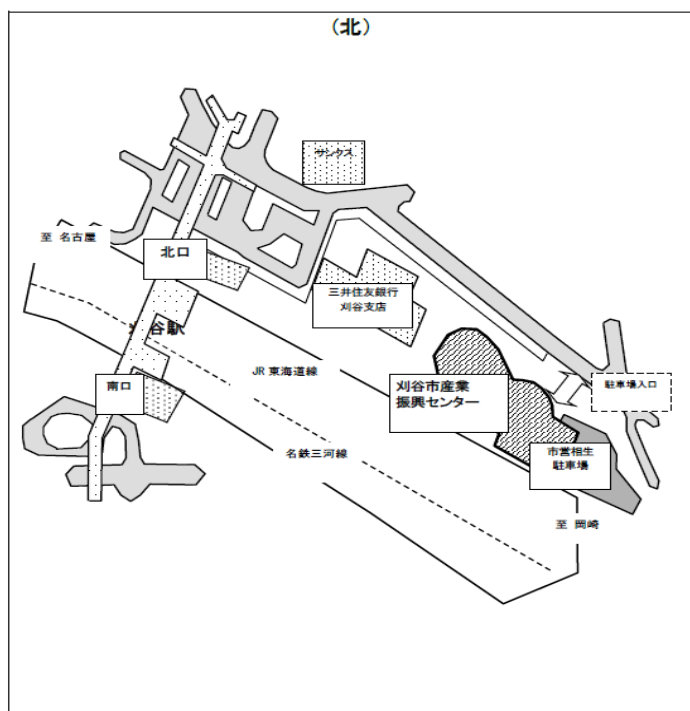 (北)
サンクス
至 名古屋
北口
三井住友銀行
刈谷支店
刈谷駅
JR 東海道線
南口
刈谷市産業
振興センター
駐車場入口
名鉄三河線
市営相生
駐車場
至 岡崎